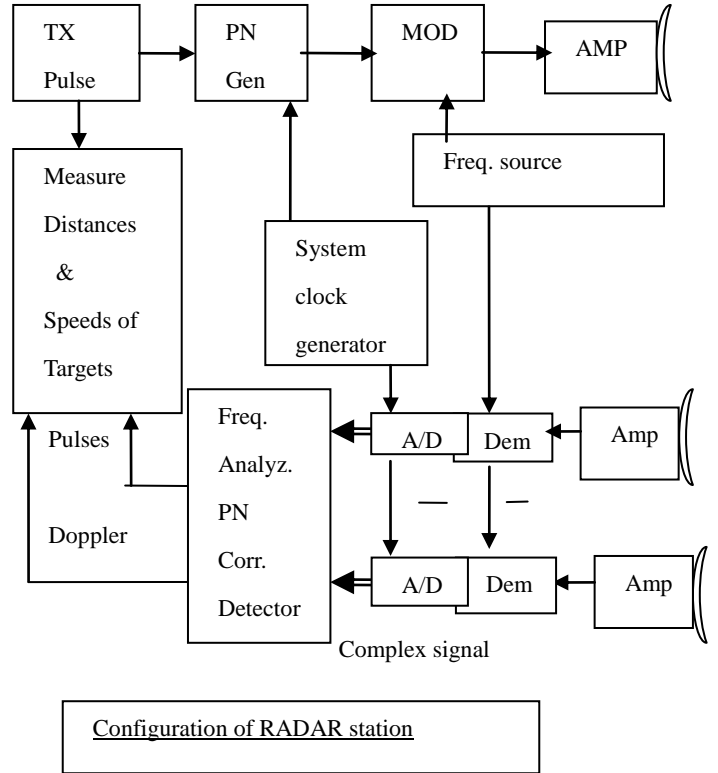 TX
Pulse
PN
Gen
MOD
AMP
Freq. source
Measure
Distances
&
Speeds of
Targets
System
clock
generator
Pulses
Doppler
Freq.
Analyz.
PN
Corr.
Detector
A/D
Dem
Amp
A/D
Dem
Amp
Complex signal
Configuration of RADAR station